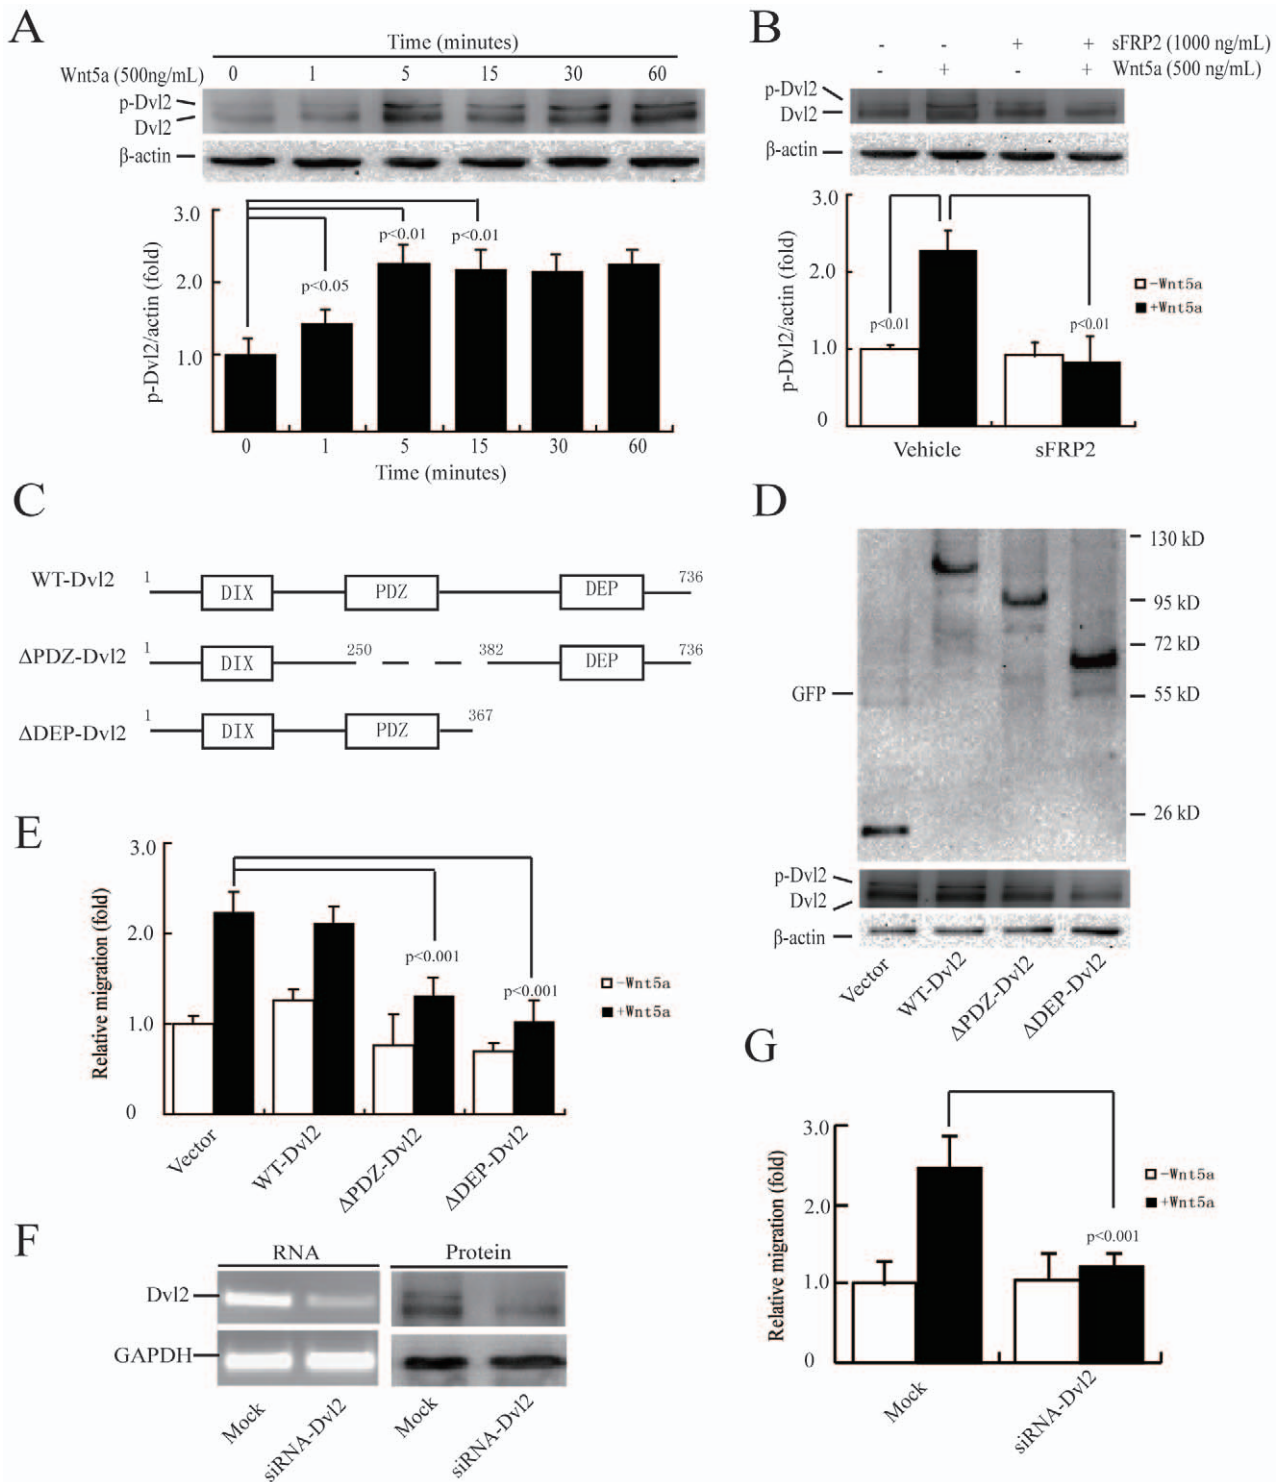 A
Time (minutes)
Wnt5a (500ng/mL) 0 1 5 15 30 60
p-Dvl2
Dvl2
β-actin
3.0
2.0
1.0
p-Dvl2/actin (fold)
p<0.05
p<0.01
p<0.01
0 1 5 15 30 60
Time (minutes)
B
- - + + sFRP2 (1000 ng/mL)
- + - + Wnt5a (500 ng/mL)
p-Dvl2
Dvl2
β-actin
3.0
2.0
1.0
0
p-Dvl2/actin (fold)
p<0.01
p<0.01
-Wnt5a
+Wnt5a
Vehicle sFRP2
C
WT-Dvl2 1 DIX PDZ DEP 736
ΔPDZ-Dvl2 1 DIX 250 382 DEP 736
ΔDEP-Dvl2 1 DIX PDZ 367
D
130 kD
95 kD
72 kD
55 kD
26 kD
GFP
p-Dvl2
Dvl2
β-actin
Vector WT-Dvl2 ΔPDZ-Dvl2 ΔDEP-Dvl2
E
3.0
2.0
1.0
0
Relative migration (fold)
p<0.001
p<0.001
-Wnt5a
+Wnt5a
Vector WT-Dvl2 ΔPDZ-Dvl2 ΔDEP-Dvl2
F
RNA Protein
Dvl2
GAPDH
Mock siRNA-Dvl2 Mock siRNA-Dvl2
G
3.0
2.0
1.0
0
Relative migration (fold)
p<0.001
-Wnt5a
+Wnt5a
Mock siRNA-Dvl2